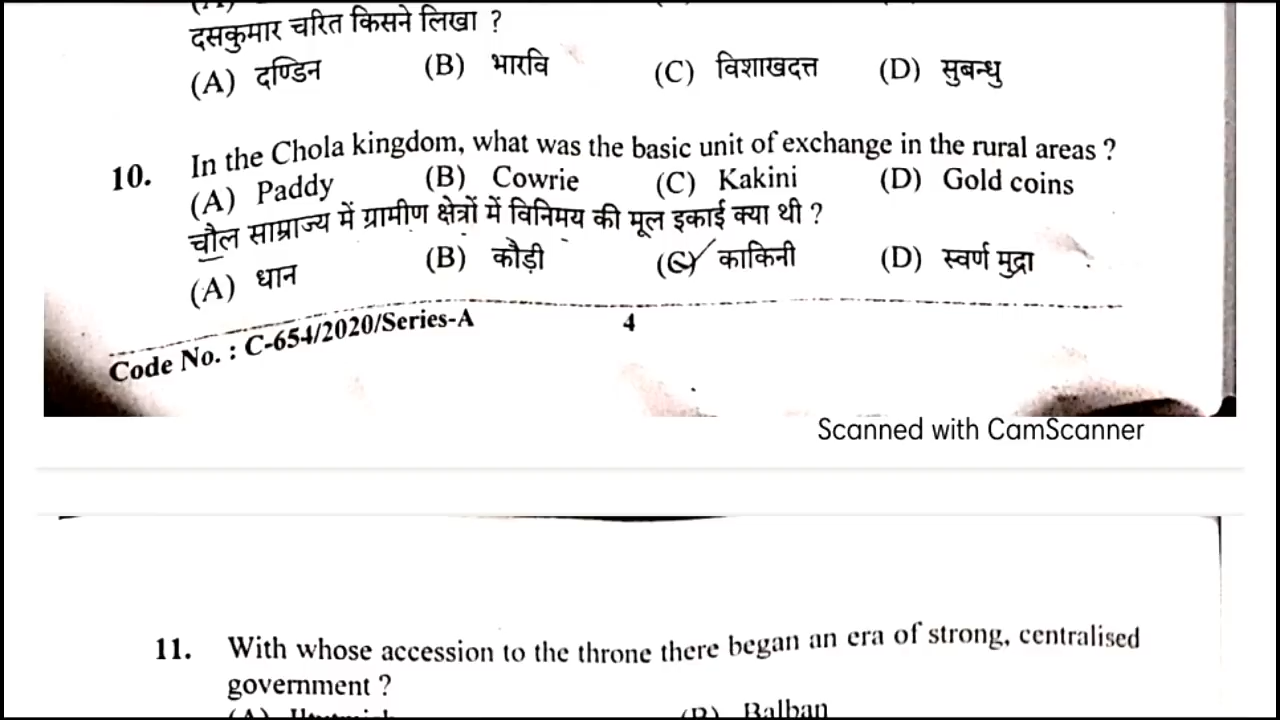 दसकुमार चरित किसने लिखा ?
(A) दण्डिन (B) भारवि (C) विशाखदत्त (D) सुबन्धु
10. In the Chola kingdom, what was the basic unit of exchange in the rural areas ?
(A) Paddy (B) Cowrie (C) Kakini (D) Gold coins
चौल साम्राज्य में ग्रामीण क्षेत्रों में विनिमय की मूल इकाई क्या थी ?
(A) धान (B) कौड़ी (C) काकिनी (D) स्वर्ण मुद्रा
Code No. : C-654/2020/Series-A 4
Scanned with CamScanner
11. With whose accession to the throne there began an era of strong, centralised
government ?
(B) Balban